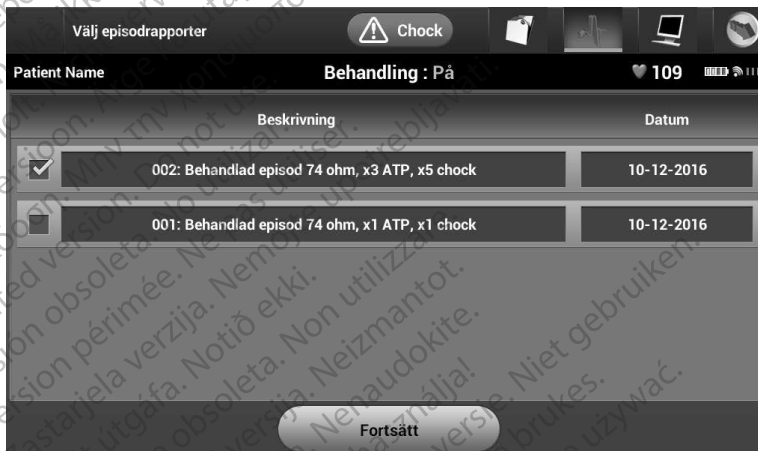 Välj episodrapporter
Chock
Patient Name
Behandling : På
109
Beskrivning
Datum
002: Behandlad episod 74 ohm, x3 ATP, x5 chock
10-12-2016
001: Behandlad episod 74 ohm, x1 ATP, x1 chock
10-12-2016
Fortsätt